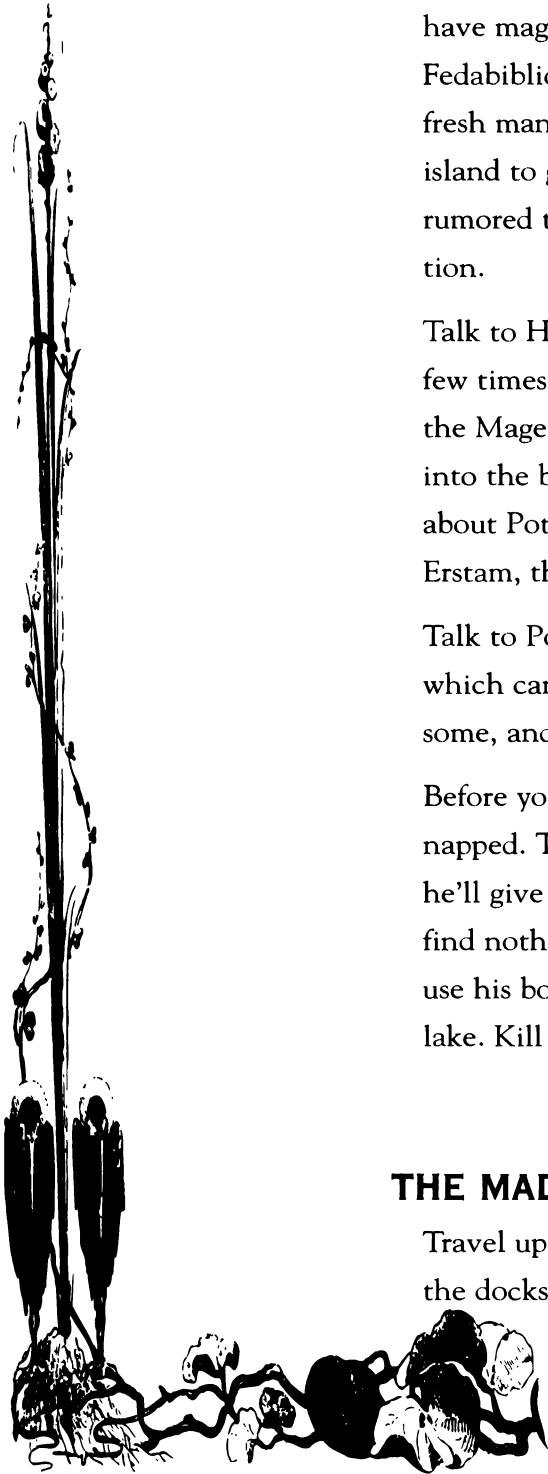 have mag
Fedabiblio
fresh man
island to
rumored t
tion.
Talk to H
few times
the Mage
into the b
about Pot
Erstam, th
Talk to Po
which can
some, and
Before yo
napped. T
he'll give
find noth
use his bo
lake. Kill
THE MAD
Travel up
the docks